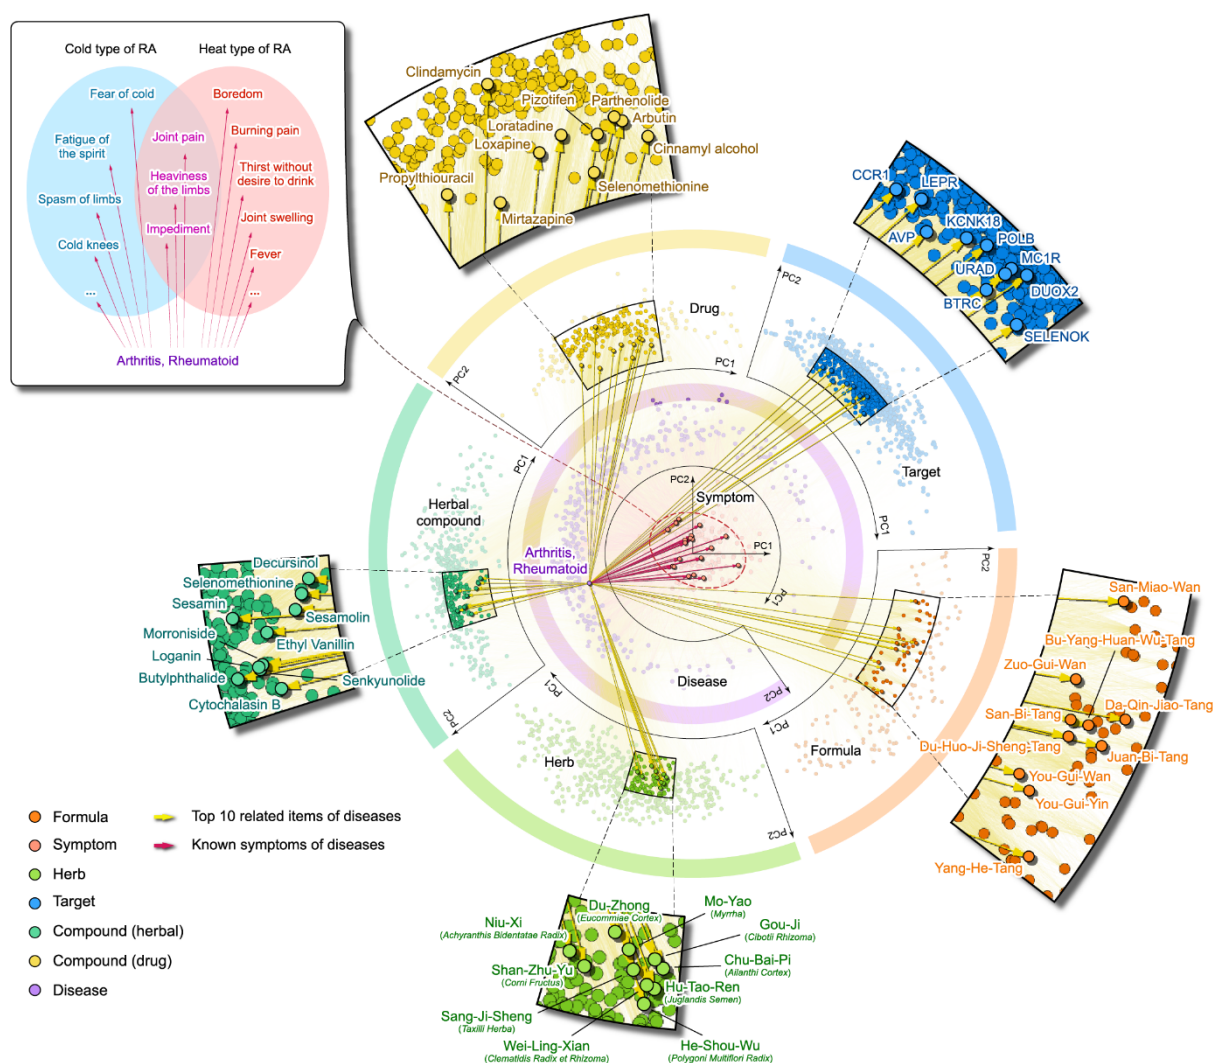 Cold type of RA
Heat type of RA
Fear of cold
Fatigue of
the spirit
Spasm of limbs
Cold knees
...
Joint pain
Heaviness
of the limbs
Impediment
Boredom
Burning pain
Thirst without
desire to drink
Joint swelling
Fever
...
Arthritis, Rheumatoid
Clindamycin
Pizotifen
Parthenolide
Arbutin
Loratadine
Loxapine
Cinnamyl alcohol
Propylthiouracil
Selenomethionine
Mirtazapine
CCR1
LEPR
KCNK18
AVP
POLB
MC1R
URAD
DUOX2
BTRC
SELENOK
Drug
PC2
PC1
PC2
PC1
Target
Herbal
compound
PC1
PC2
Symptom
PC2
PC1
Arthritis,
Rheumatoid
PC1
PC2
Disease
PC2
PC1
Formula
PC1
PC2
Herb
Decursinol
Selenomethionine
Sesamin
Sesamolin
Morroniside
Ethyl Vanillin
Loganin
Butylphthalide
Senkyunolide
Cytochalasin B
San-Miao-Wan
Bu-Yang-Huan-Wu-Tang
Zuo-Gui-Wan
Da-Qin-Jiao-Tang
San-Bi-Tang
Du-Huo-Ji-Sheng-Tang
Juan-Bi-Tang
You-Gui-Wan
You-Gui-Yin
Yang-He-Tang
Du-Zhong
(Eucommiae Cortex)
Mo-Yao
(Myrrha)
Niu-Xi
(Achyranthis Bidentatae Radix)
Gou-Ji
(Cibotii Rhizoma)
Shan-Zhu-Yu
(Corni Fructus)
Chu-Bai-Pi
(Ailanthi Cortex)
Hu-Tao-Ren
(Juglandis Semen)
Sang-Ji-Sheng
(Taxilli Herba)
Wei-Ling-Xian
(Clematidis Radix et Rhizoma)
He-Shou-Wu
(Polygoni Multiflori Radix)
Formula
Symptom
Herb
Target
Compound (herbal)
Compound (drug)
Disease
Top 10 related items of diseases
Known symptoms of diseases